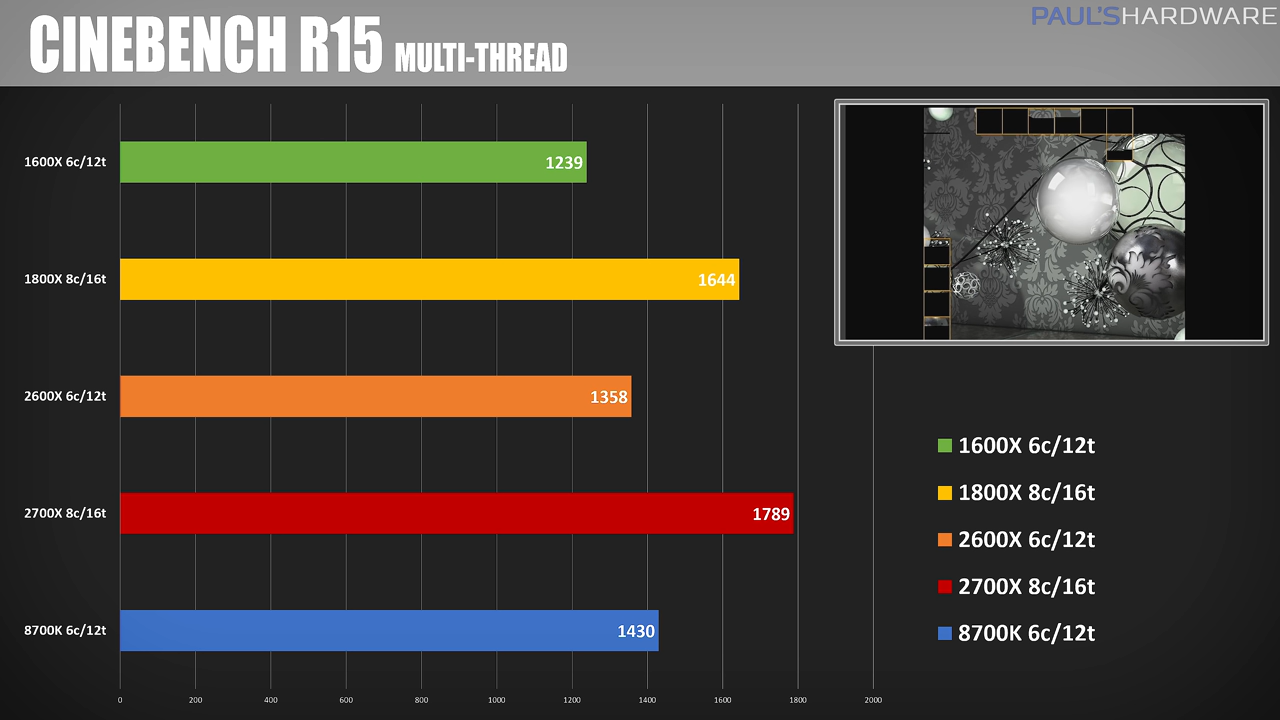 CINEBENCH R15 MULTI-THREAD
PAUL'SHARDWARE
1600X 6c/12t
1239
1800X 8c/16t
1644
2600X 6c/12t
1358
2700X 8c/16t
1789
8700K 6c/12t
1430
0 200 400 600 800 1000 1200 1400 1600 1800 2000
1600X 6c/12t
1800X 8c/16t
2600X 6c/12t
2700X 8c/16t
8700K 6c/12t